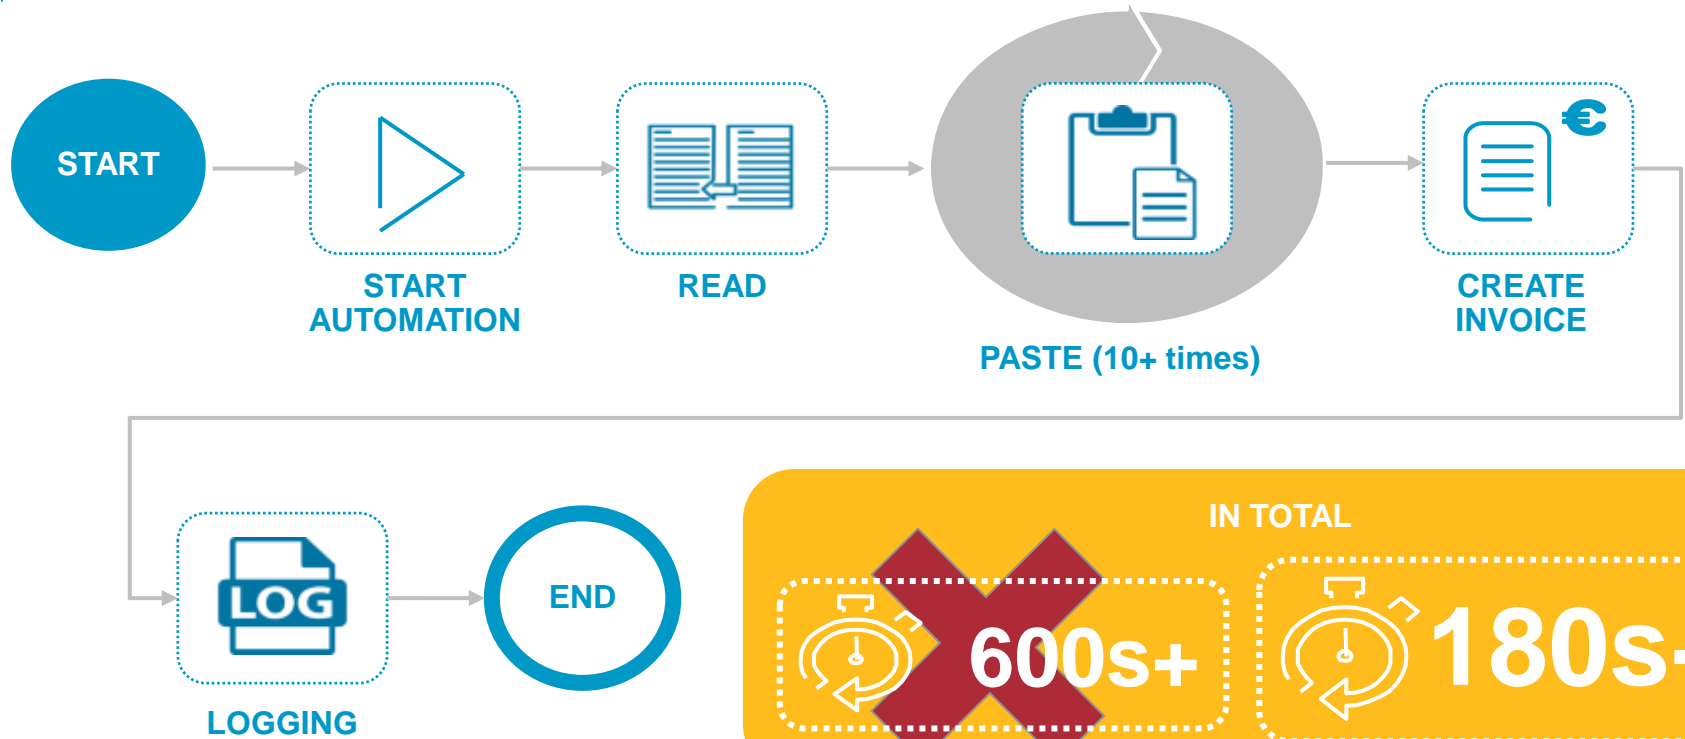 START
START
AUTOMATION
READ
PASTE (10+ times)
€
CREATE
INVOICE
LOG
LOGGING
END
IN TOTAL
600s+
180s